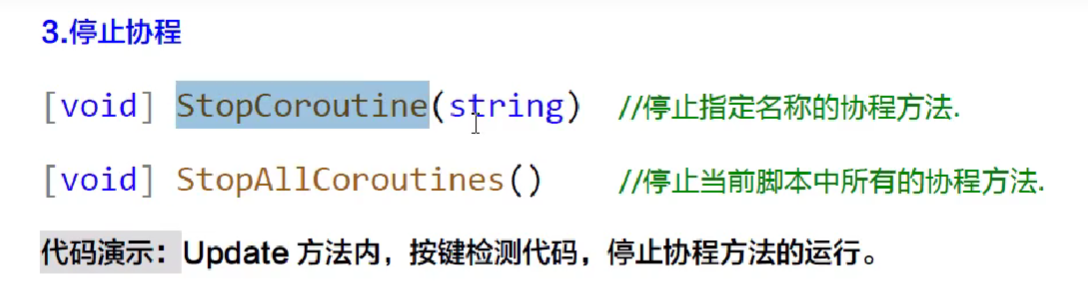 3.停止协程
[void] StopCoroutine(string) //停止指定名称的协程方法.
[void] StopAllCoroutines() //停止当前脚本中所有的协程方法.
代码演示：Update 方法内，按键检测代码，停止协程方法的运行。